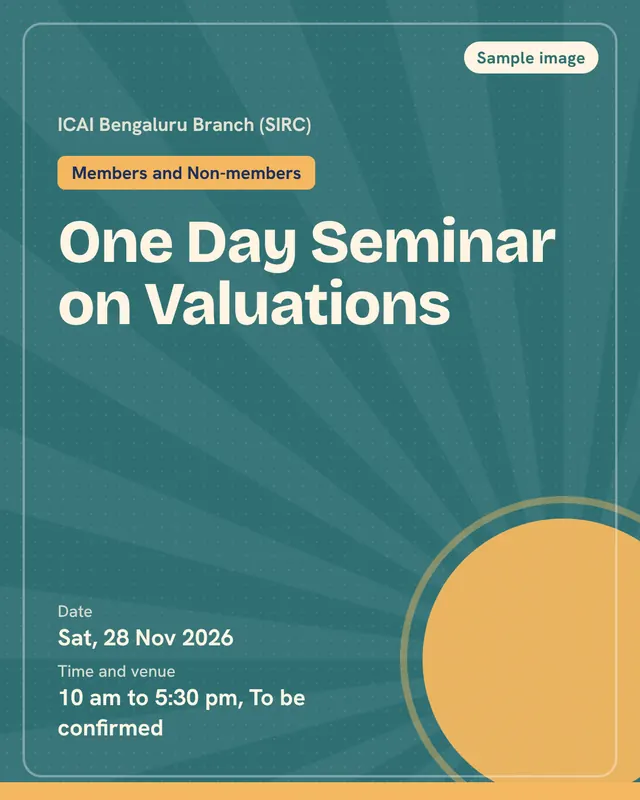 Sample image
ICAI Bengaluru Branch (SIRC)
Members and Non-members
One Day Seminar
on Valuations
Date
Sat, 28 Nov 2026
Time and venue
10 am to 5:30 pm, To be
confirmed